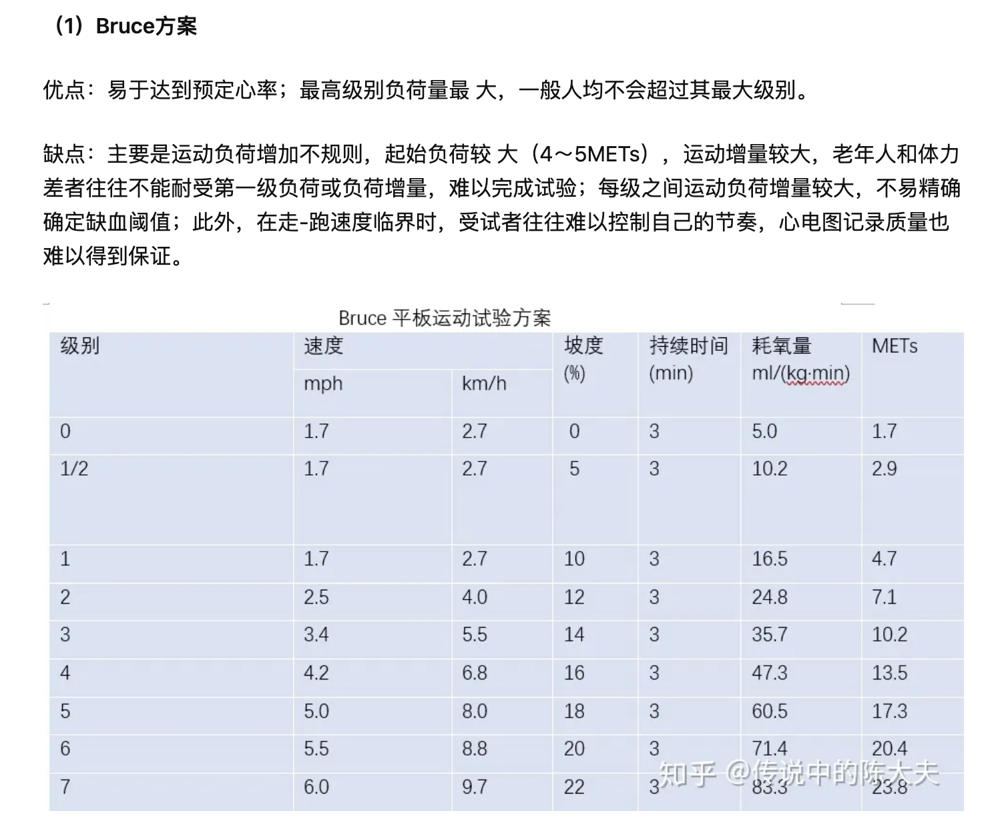 （1）Bruce方案
优点：易于达到预定心率；最高级别负荷量最 大，一般人均不会超过其最大级别。
缺点：主要是运动负荷增加不规则，起始负荷较 大（4～5METs），运动增量较大，老年人和体力
差者往往不能耐受第一级负荷或负荷增量，难以完成试验；每级之间运动负荷增量较大，不易精确
确定缺血阈值；此外，在走-跑速度临界时，受试者往往难以控制自己的节奏，心电图记录质量也
难以得到保证。
Bruce 平板运动试验方案
级别 速度 坡度 持续时间 耗氧量 METs
mph km/h (%) (min) ml/(kg·min)
0 1.7 2.7 0 3 5.0 1.7
1/2 1.7 2.7 5 3 10.2 2.9
1 1.7 2.7 10 3 16.5 4.7
2 2.5 4.0 12 3 24.8 7.1
3 3.4 5.5 14 3 35.7 10.2
4 4.2 6.8 16 3 47.3 13.5
5 5.0 8.0 18 3 60.5 17.3
6 5.5 8.8 20 3 71.4 20.4
知乎 @传说中的陈大夫
7 6.0 9.7 22 3 83.3 23.8